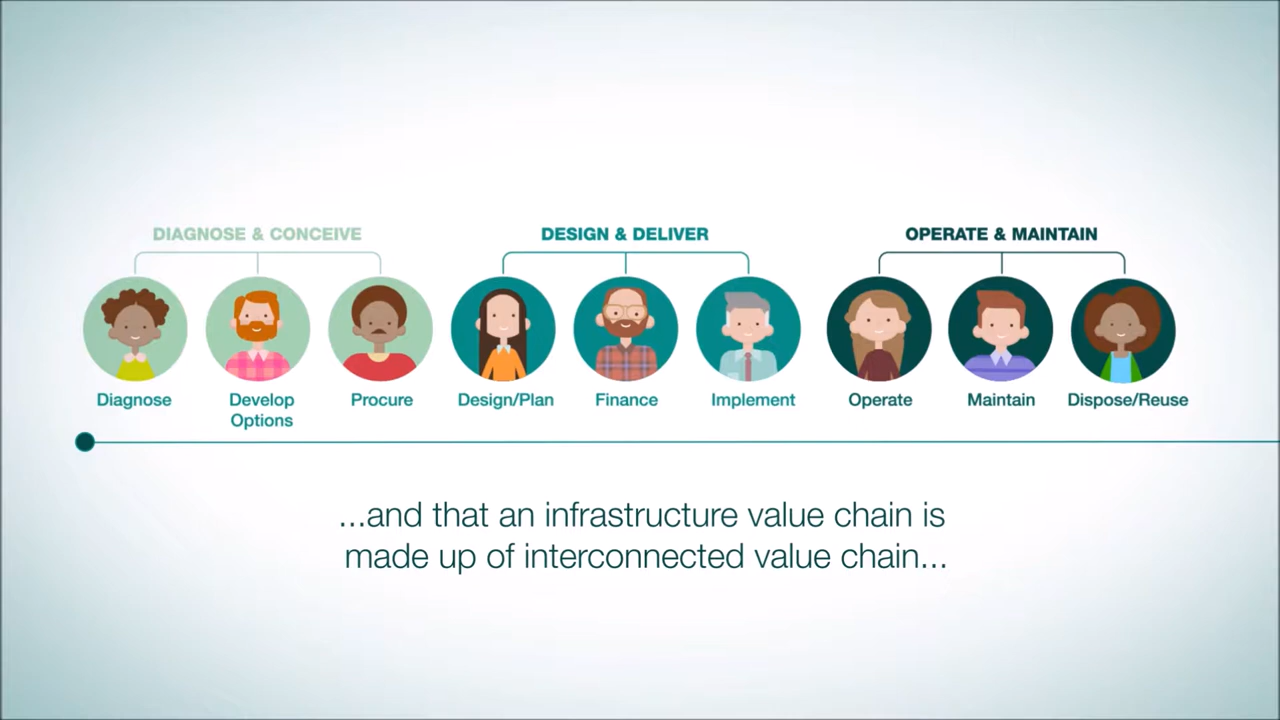 DIAGNOSE & CONCEIVE
DESIGN & DELIVER
OPERATE & MAINTAIN
Diagnose
Develop
Options
Procure
Design/Plan
Finance
Implement
Operate
Maintain
Dispose/Reuse
...and that an infrastructure value chain is
made up of interconnected value chain...